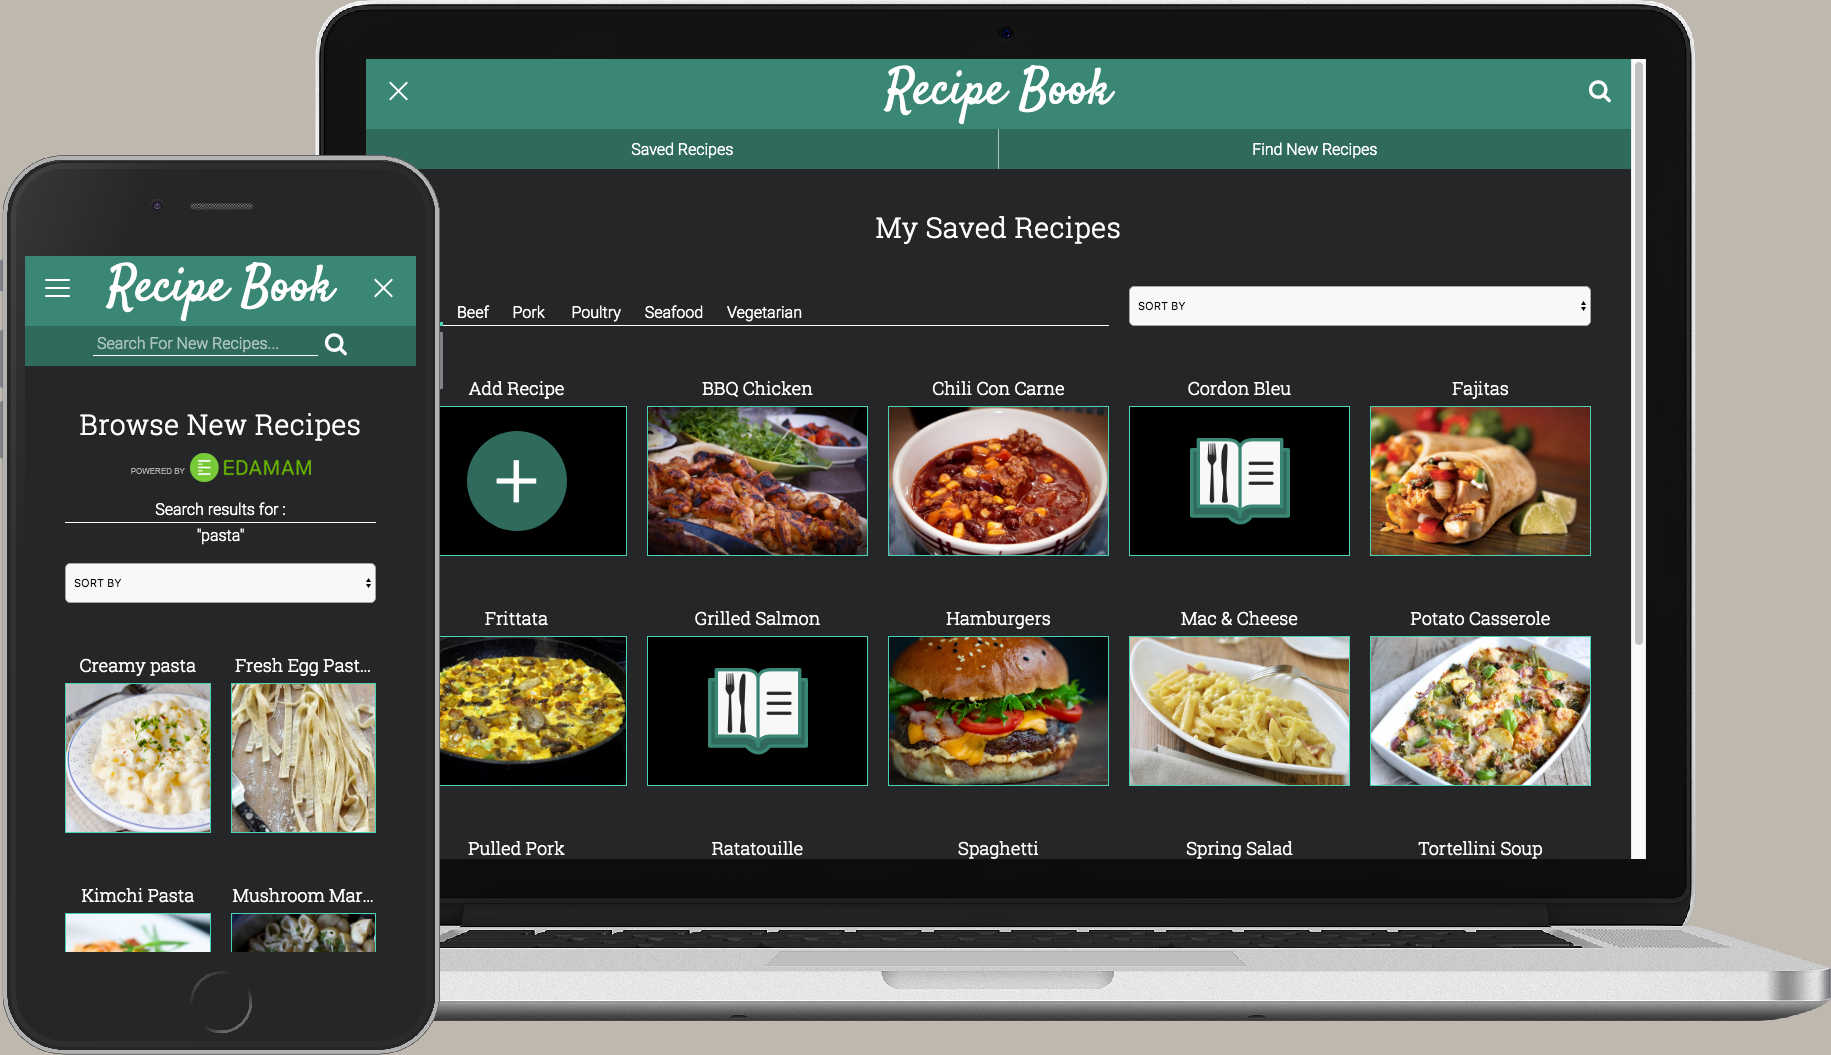 Recipe Book
Saved Recipes
Find New Recipes
My Saved Recipes
Beef Pork Poultry Seafood Vegetarian
SORT BY
Add Recipe
BBQ Chicken
Chili Con Carne
Cordon Bleu
Fajitas
Frittata
Grilled Salmon
Hamburgers
Mac & Cheese
Potato Casserole
Pulled Pork
Ratatouille
Spaghetti
Spring Salad
Tortellini Soup
Recipe Book
Search For New Recipes...
Browse New Recipes
POWERED BY EDAMAM
Search results for :
"pasta"
SORT BY
Creamy pasta
Fresh Egg Past...
Kimchi Pasta
Mushroom Mar...